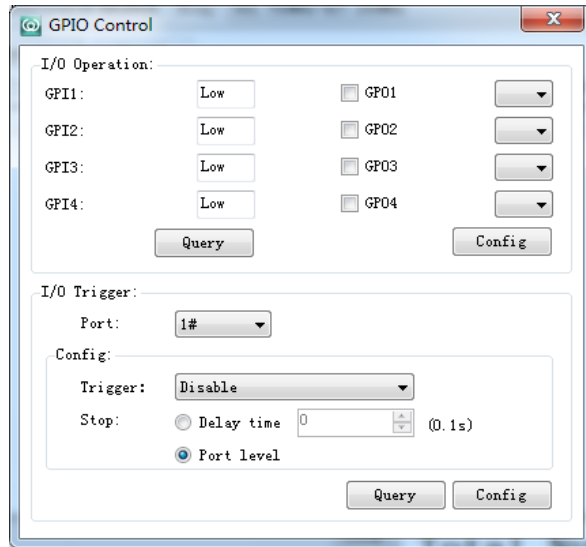 GPIO Control
I/O Operation:
GPI1: Low GPO1
GPI2: Low GPO2
GPI3: Low GPO3
GPI4: Low GPO4
Query Config
I/O Trigger:
Port: 1#
Config:
Trigger: Disable
Stop: Delay time 0 (0.1s)
Port level
Query Config